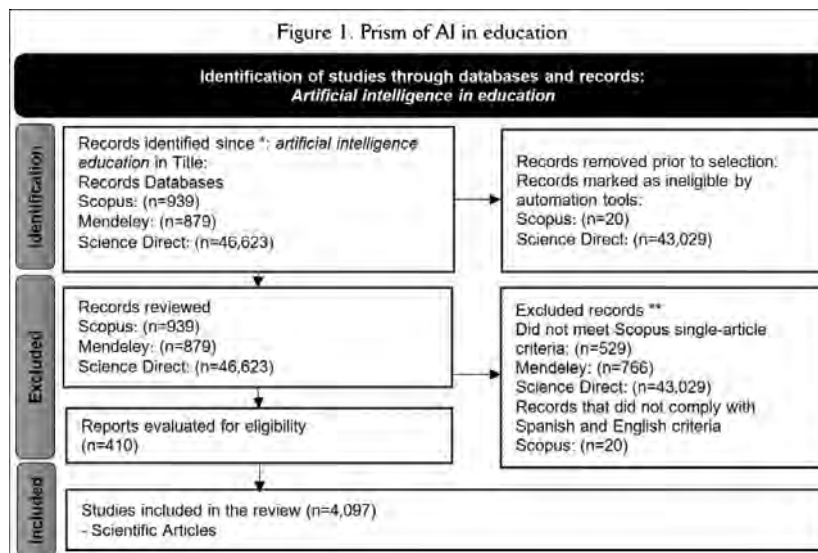 Figure 1. Prism of AI in education
Identification of studies through databases and records:
Artificial intelligence in education
Identification
Records identified since *: artificial intelligence
education in Title:
Records Databases
Scopus: (n=939)
Mendeley: (n=879)
Science Direct: (n=46,623)
Records removed prior to selection:
Records marked as ineligible by
automation tools:
Scopus: (n=20)
Science Direct: (n=43,029)
Excluded
Records reviewed
Scopus: (n=939)
Mendeley: (n=879)
Science Direct: (n=46,623)
Excluded records **
Did not meet Scopus single-article
criteria: (n=529)
Mendeley: (n=766)
Science Direct: (n=43,029)
Records that did not comply with
Spanish and English criteria
Scopus: (n=20)
Reports evaluated for eligibility
(n=410)
Included
Studies included in the review (n=4,097)
- Scientific Articles